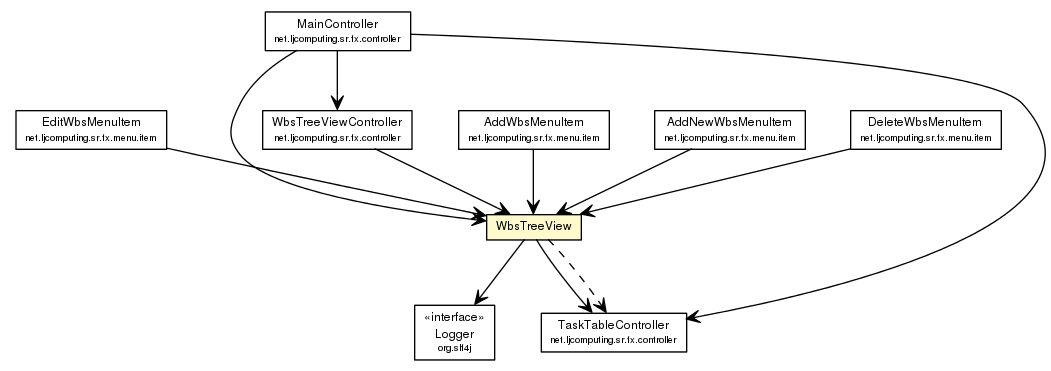 MainController
net.ljcomputing.sr.fx.controller
EditWbsMenuItem
net.ljcomputing.sr.fx.menu.item
WbsTreeViewController
net.ljcomputing.sr.fx.controller
AddWbsMenuItem
net.ljcomputing.sr.fx.menu.item
AddNewWbsMenuItem
net.ljcomputing.sr.fx.menu.item
DeleteWbsMenuItem
net.ljcomputing.sr.fx.menu.item
WbsTreeView
«interface»
Logger
org.slf4j
TaskTableController
net.ljcomputing.sr.fx.controller